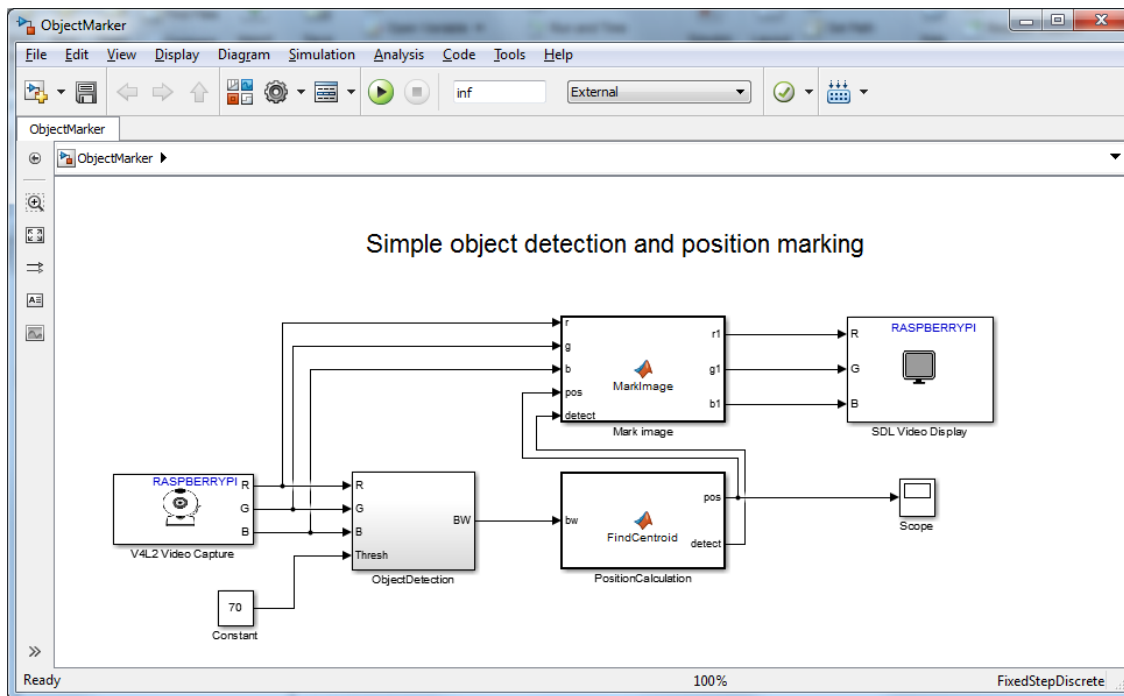 ObjectMarker
File Edit View Display Diagram Simulation Analysis Code Tools Help
inf External
ObjectMarker
ObjectMarker
Simple object detection and position marking
r
g
b
pos
detect
MarkImage
r1
g1
b1
Mark image
RASPBERRYPI
R
G
B
SDL Video Display
RASPBERRYPI
R
G
B
V4L2 Video Capture
R
G
B
Thresh
BW
ObjectDetection
bw
FindCentroid
pos
detect
PositionCalculation
Scope
70
Constant
Ready 100% FixedStepDiscrete